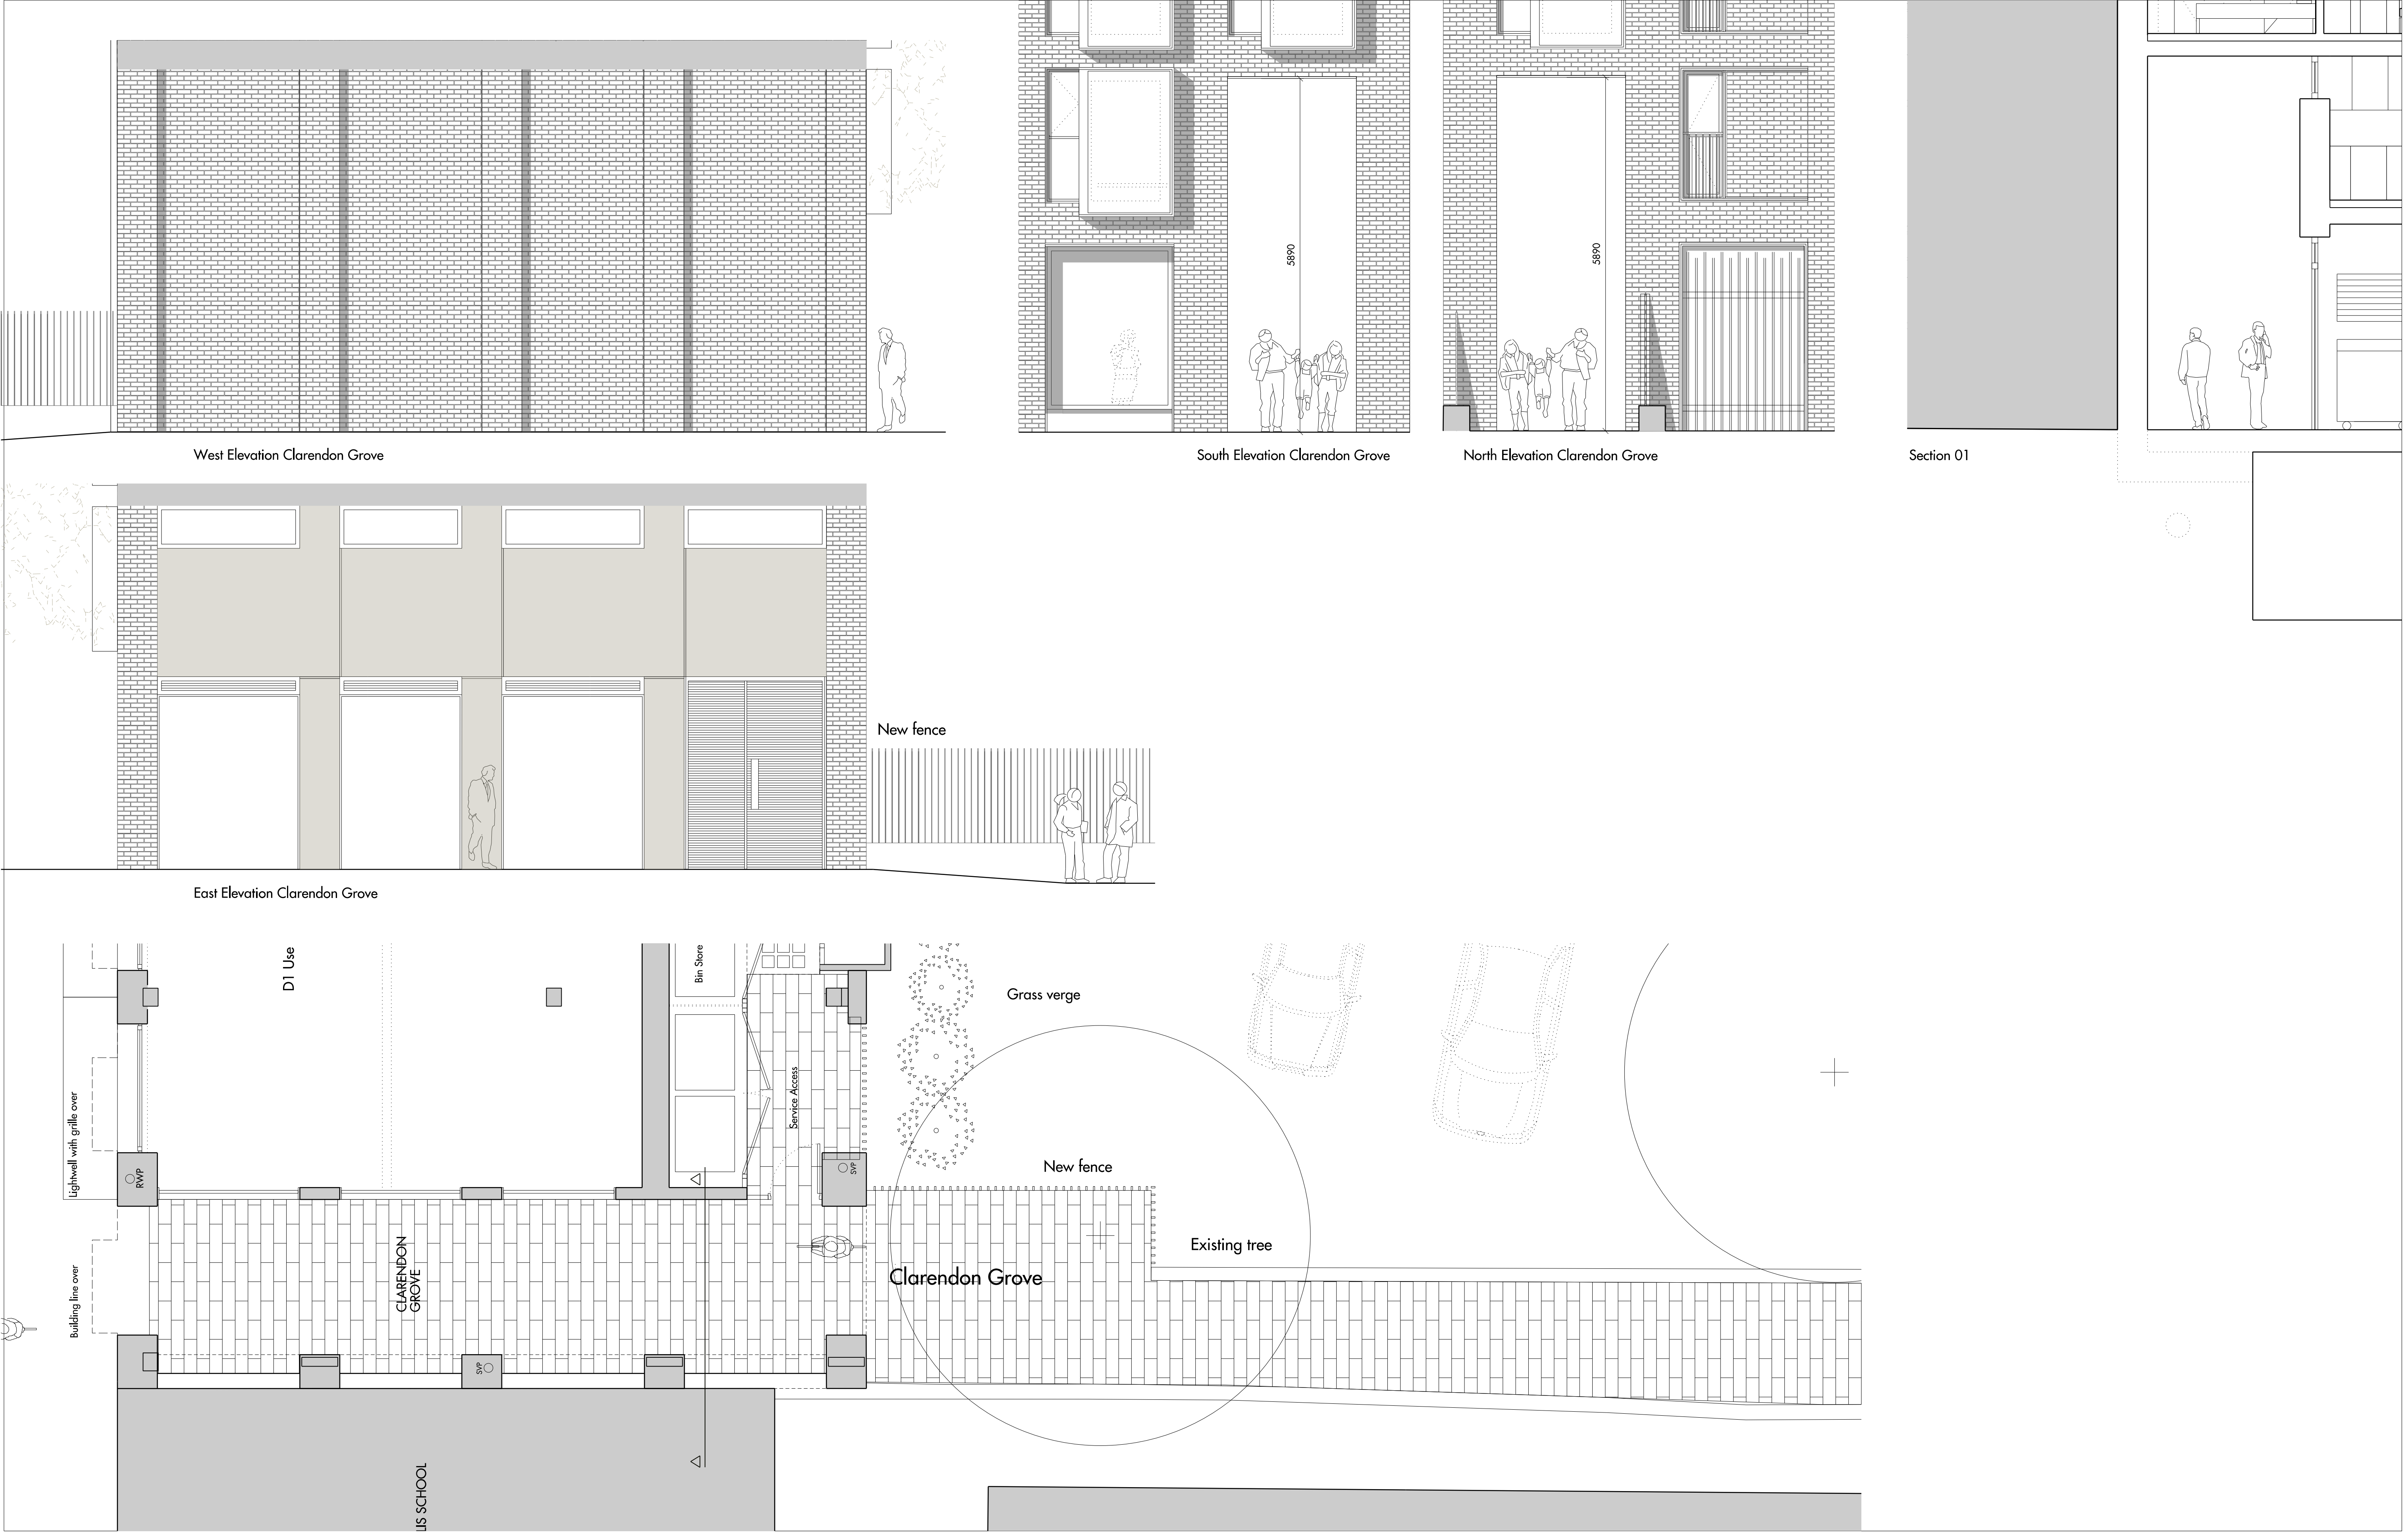 5890
5890
West Elevation Clarendon Grove
South Elevation Clarendon Grove
North Elevation Clarendon Grove
Section 01
New fence
East Elevation Clarendon Grove
D1 Use
Bin Store
Grass verge
Service Access
Lightwell with grille over
RWP
SVP
New fence
Existing tree
CLARENDON
GROVE
Clarendon Grove
Building line over
SVP
LIS SCHOOL